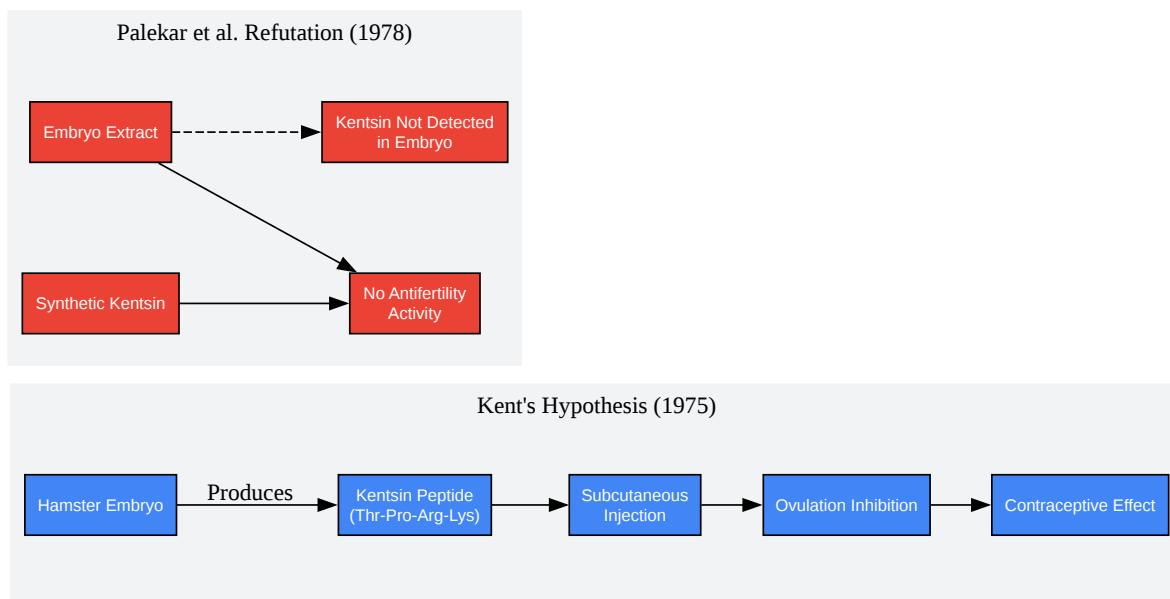 Palekar et al. Refutation (1978)
Embryo Extract
Kentsin Not Detected
in Embryo
Synthetic Kentsin
No Antifertility
Activity
Kent's Hypothesis (1975)
Hamster Embryo
Produces
Kentsin Peptide
(Thr-Pro-Arg-Lys)
Subcutaneous
Injection
Ovulation Inhibition
Contraceptive Effect